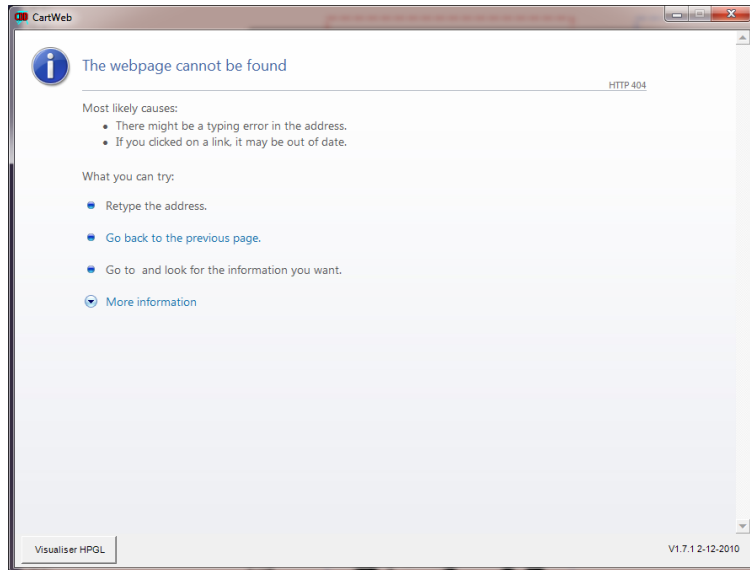 CartWeb
The webpage cannot be found
HTTP 404
Most likely causes:
There might be a typing error in the address.
If you clicked on a link, it may be out of date.
What you can try:
Retype the address.
Go back to the previous page.
Go to  and look for the information you want.
More information
Visualiser HPGL
V1.7.1 2-12-2010